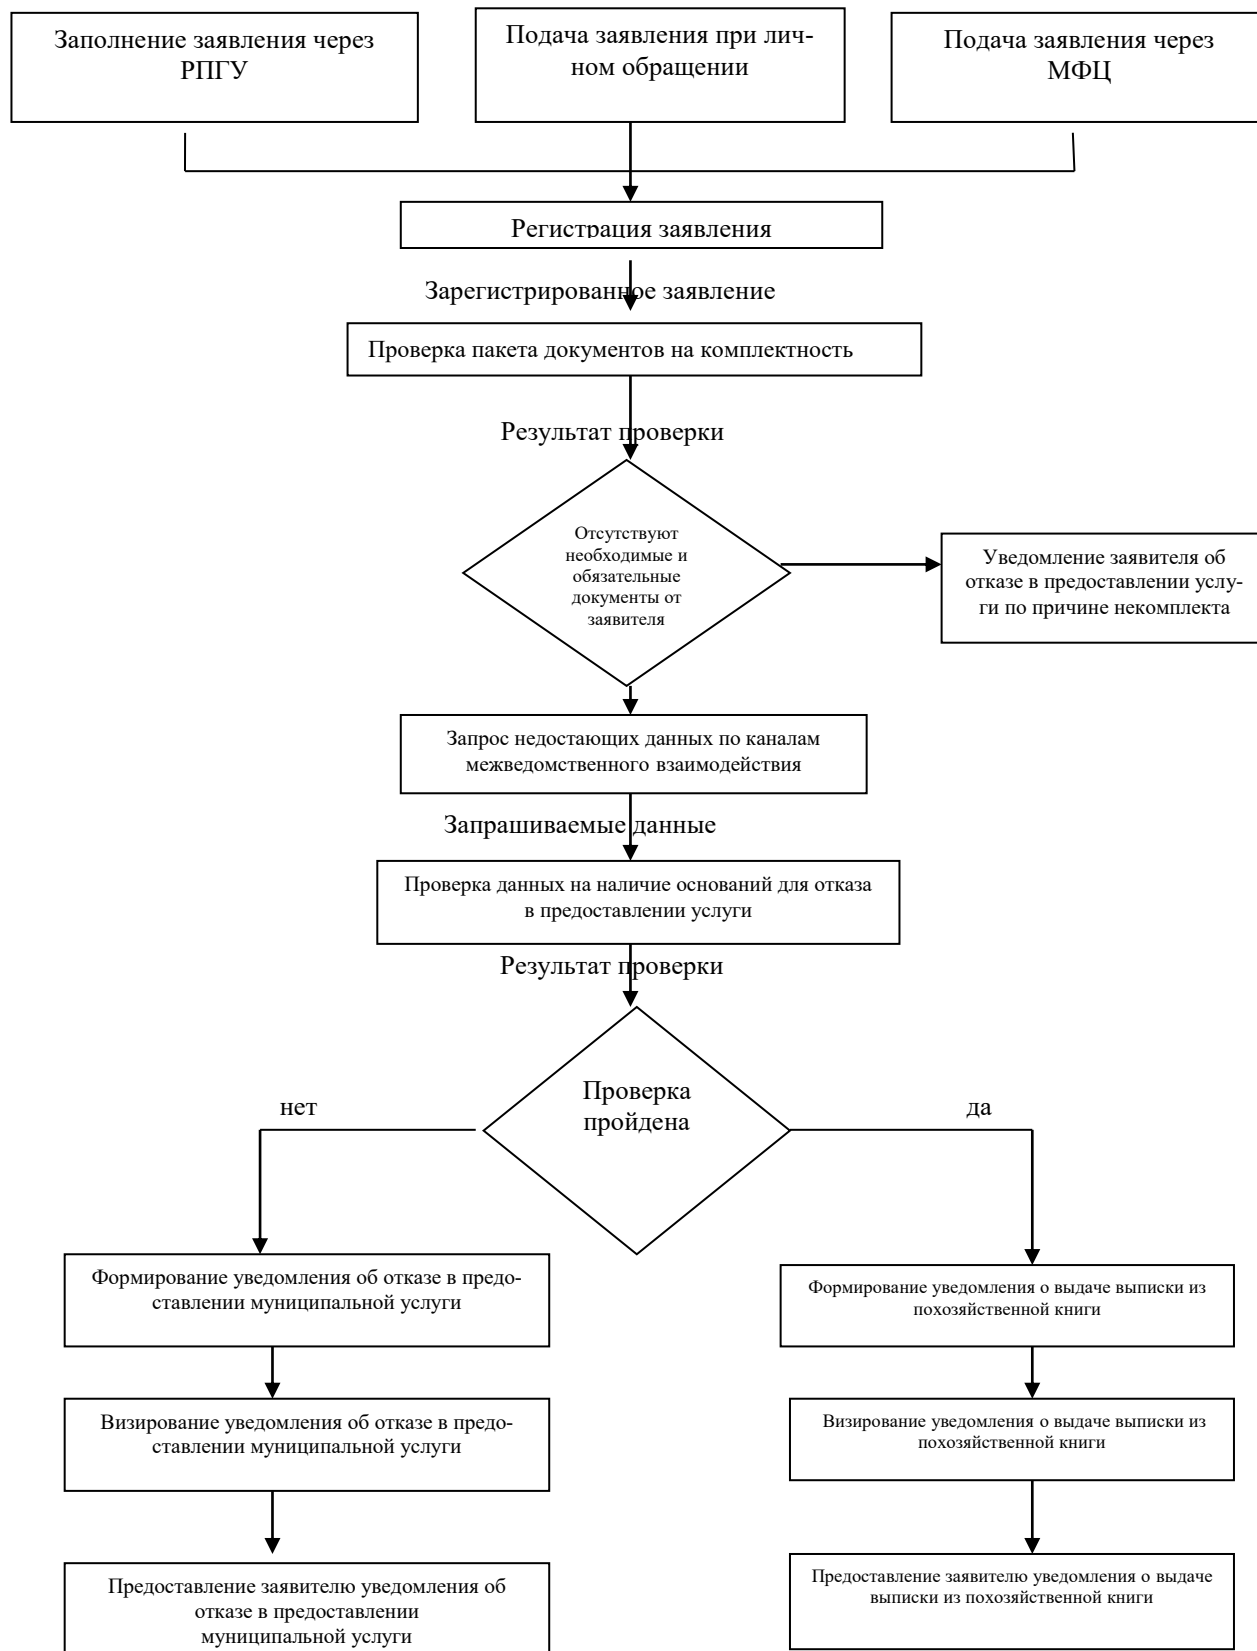 Заполнение заявления через
РПГУ
Подача заявления при лич-
ном обращении
Подача заявления через
МФЦ
Регистрация заявления
Зарегистрированное заявление
Проверка пакета документов на комплектность
Результат проверки
Отсутствуют
необходимые и
обязательные
документы от
заявителя
Уведомление заявителя об
отказе в предоставлении услу-
ги по причине некомплекта
Запрос недостающих данных по каналам
межведомственного взаимодействия
Запрашиваемые данные
Проверка данных на наличие оснований для отказа
в предоставлении услуги
Результат проверки
Проверка
пройдена
нет
да
Формирование уведомления об отказе в предо-
ставлении муниципальной услуги
Формирование уведомления о выдаче выписки из
похозяйственной книги
Визирование уведомления об отказе в предо-
ставлении муниципальной услуги
Визирование уведомления о выдаче выписки из
похозяйственной книги
Предоставление заявителю уведомления об
отказе в предоставлении
муниципальной услуги
Предоставление заявителю уведомления о выдаче
выписки из похозяйственной книги